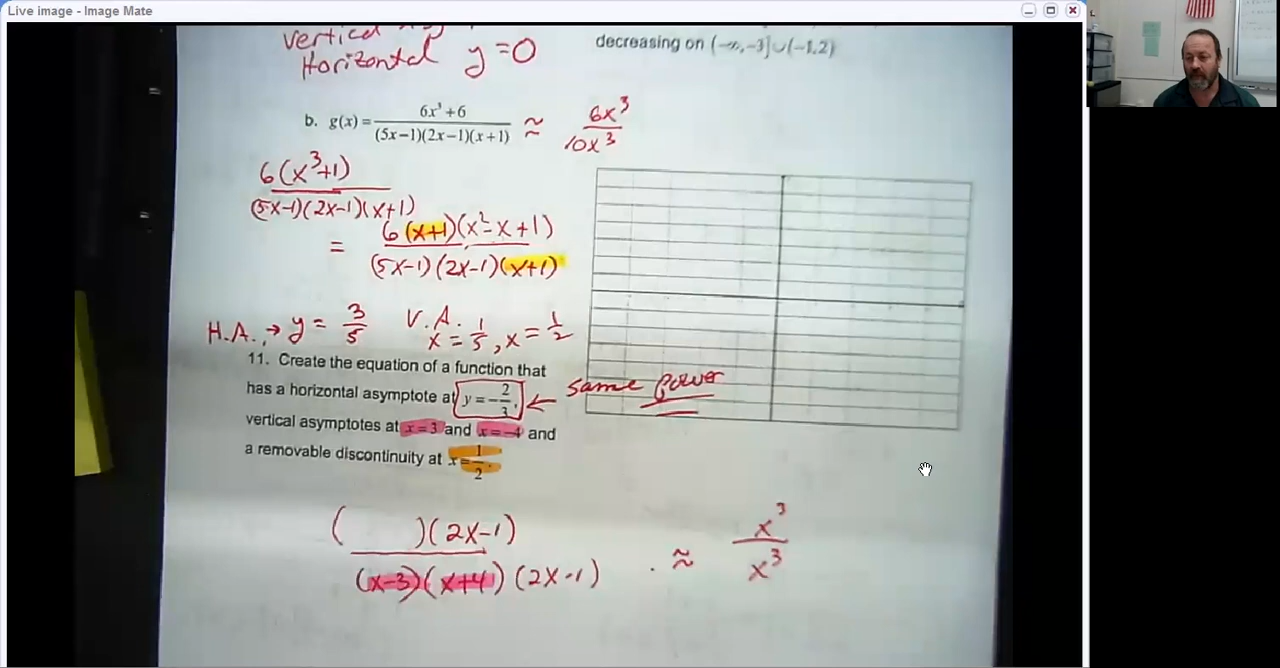 Live image - Image Mate
vertical
Horizontal y=0
decreasing on (-∞,-3]∪(-1,2)
b. g(x)= 6x³+6 / (5x-1)(2x-1)(x+1) ≈ 6x³ / 10x³
6(x³+1) / (5x-1)(2x-1)(x+1)
= 6(x+1)(x²-x+1) / (5x-1)(2x-1)(x+1)
H.A. → y = 3/5 V.A. x = 1/5, x = 1/2
11. Create the equation of a function that
has a horizontal asymptote at y = -2/3, ← same power
vertical asymptotes at x=3 and x=-4 and
a removable discontinuity at x = 1/2.
( )(2x-1) / (x-3)(x+4)(2x-1) . ≈ x³ / x³